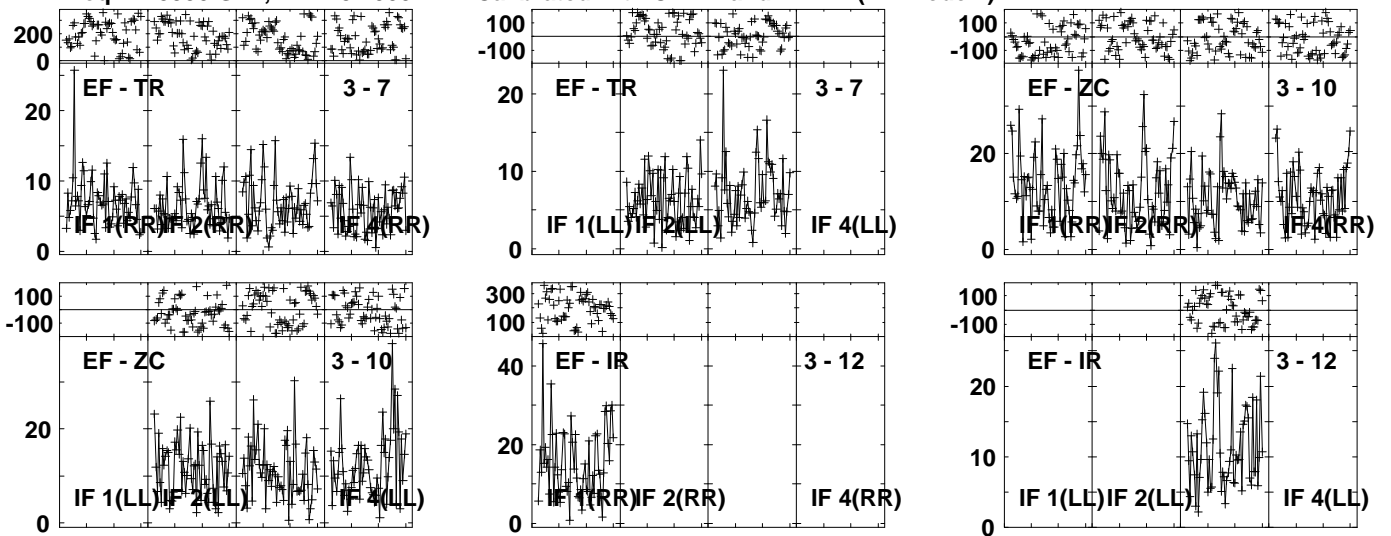 200
0
EF - TR 3 - 7
20
10
0
IF 1(RR) IF 2(RR) IF 4(RR)
100
-100
EF - TR 3 - 7
20
10
0
IF 1(LL) IF 2(LL) IF 4(LL)
100
-100
EF - ZC 3 - 10
20
0
IF 1(RR) IF 2(RR) IF 4(RR)
100
-100
EF - ZC 3 - 10
20
0
IF 1(LL) IF 2(LL) IF 4(LL)
300
100
EF - IR 3 - 12
40
30
20
10
0
IF 1(RR) IF 2(RR) IF 4(RR)
100
-100
EF - IR 3 - 12
20
10
0
IF 1(LL) IF 2(LL) IF 4(LL)